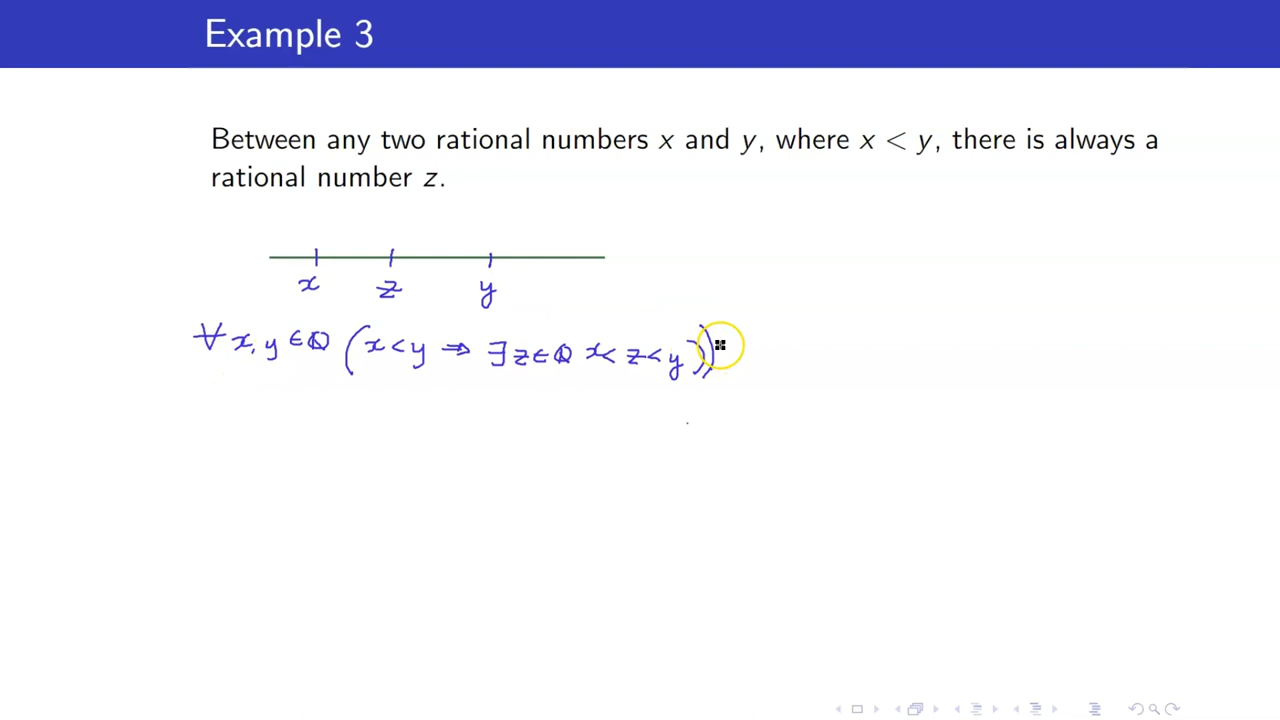 Example 3
Between any two rational numbers x and y, where x < y, there is always a
rational number z.
x z y
∀ x, y ∈ ℚ (x < y ⇒ ∃ z ∈ ℚ x < z < y))